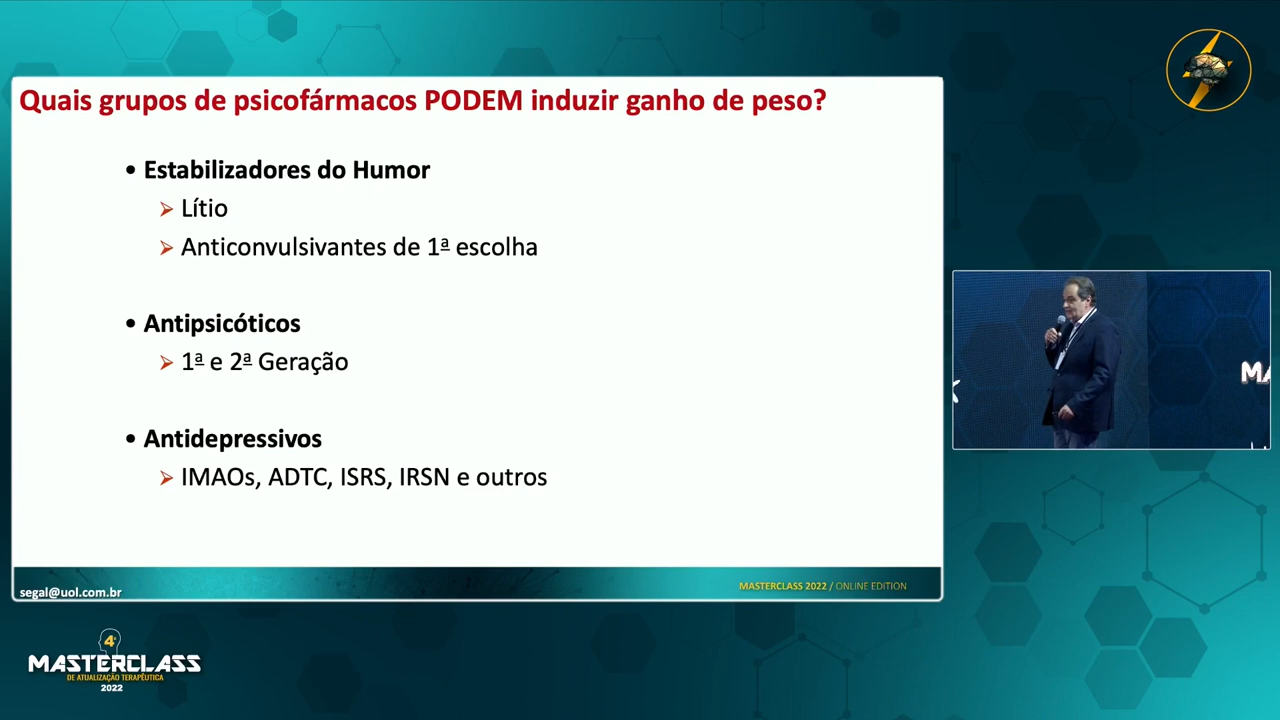 Quais grupos de psicofármacos PODEM induzir ganho de peso?
• Estabilizadores do Humor
➢ Lítio
➢ Anticonvulsivantes de 1ª escolha
• Antipsicóticos
➢ 1ª e 2ª Geração
• Antidepressivos
➢ IMAOs, ADTC, ISRS, IRSN e outros
segal@uol.com.br
MASTERCLASS 2022 / ONLINE EDITION
4ª
MASTERCLASS
DE ATUALIZAÇÃO TERAPÊUTICA
2022